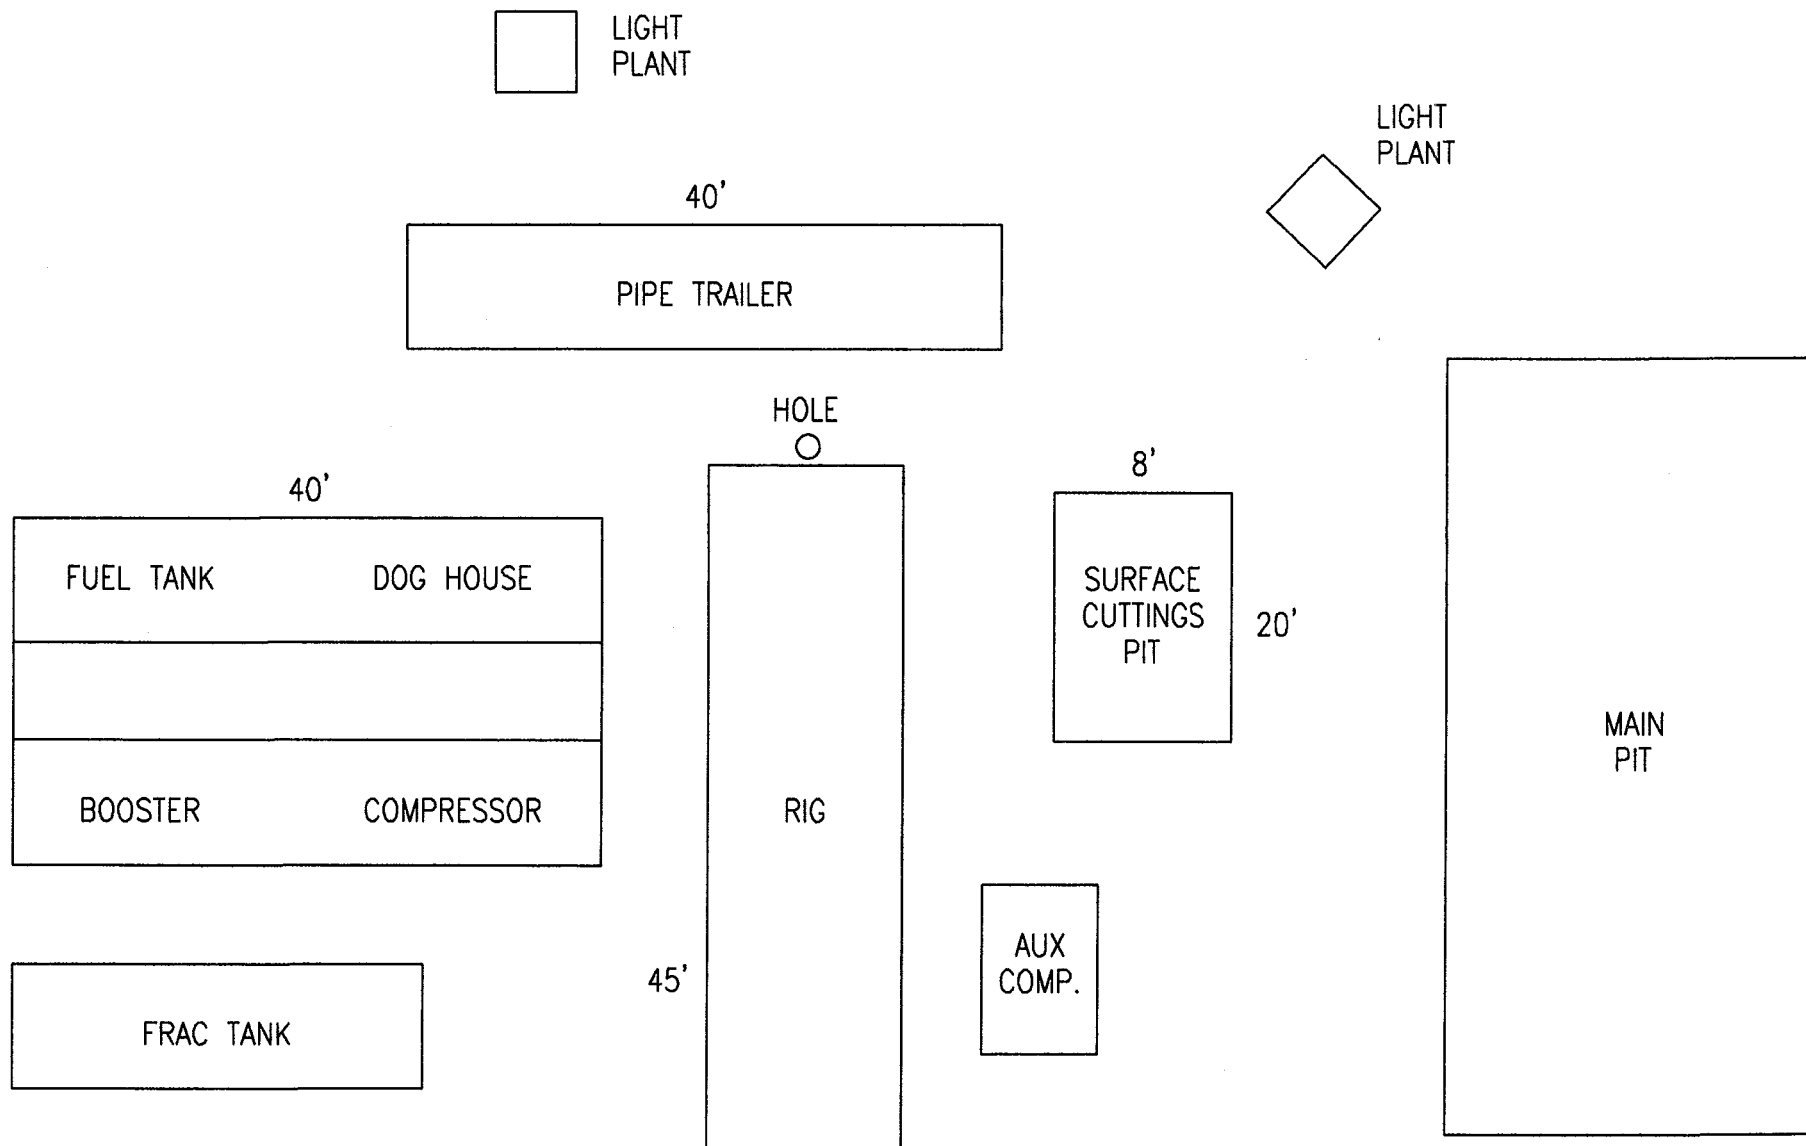 LIGHT
PLANT
LIGHT
PLANT
40'
PIPE TRAILER
HOLE
8'
40'
FUEL TANK
DOG HOUSE
SURFACE
CUTTINGS
PIT
20'
MAIN
PIT
BOOSTER
COMPRESSOR
RIG
AUX
COMP.
45'
FRAC TANK